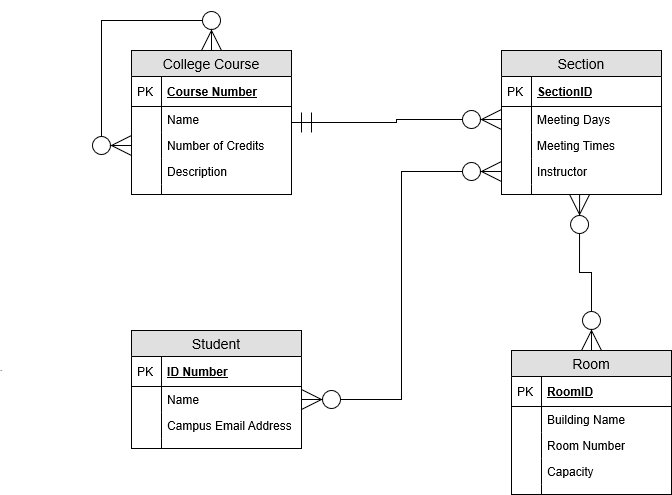 College Course
PK Course Number
Name
Number of Credits
Description
Section
PK SectionID
Meeting Days
Meeting Times
Instructor
Student
PK ID Number
Name
Campus Email Address
Room
PK RoomID
Building Name
Room Number
Capacity